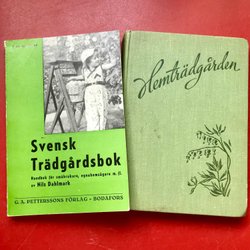 Svensk
Trädgårdsbok
Handbok för småbrukare, egnahemsägare m. fl.
av Nils Dahlmark
G. A. PETTERSSONS FÖRLAG - BODAFORS
Hemträdgården